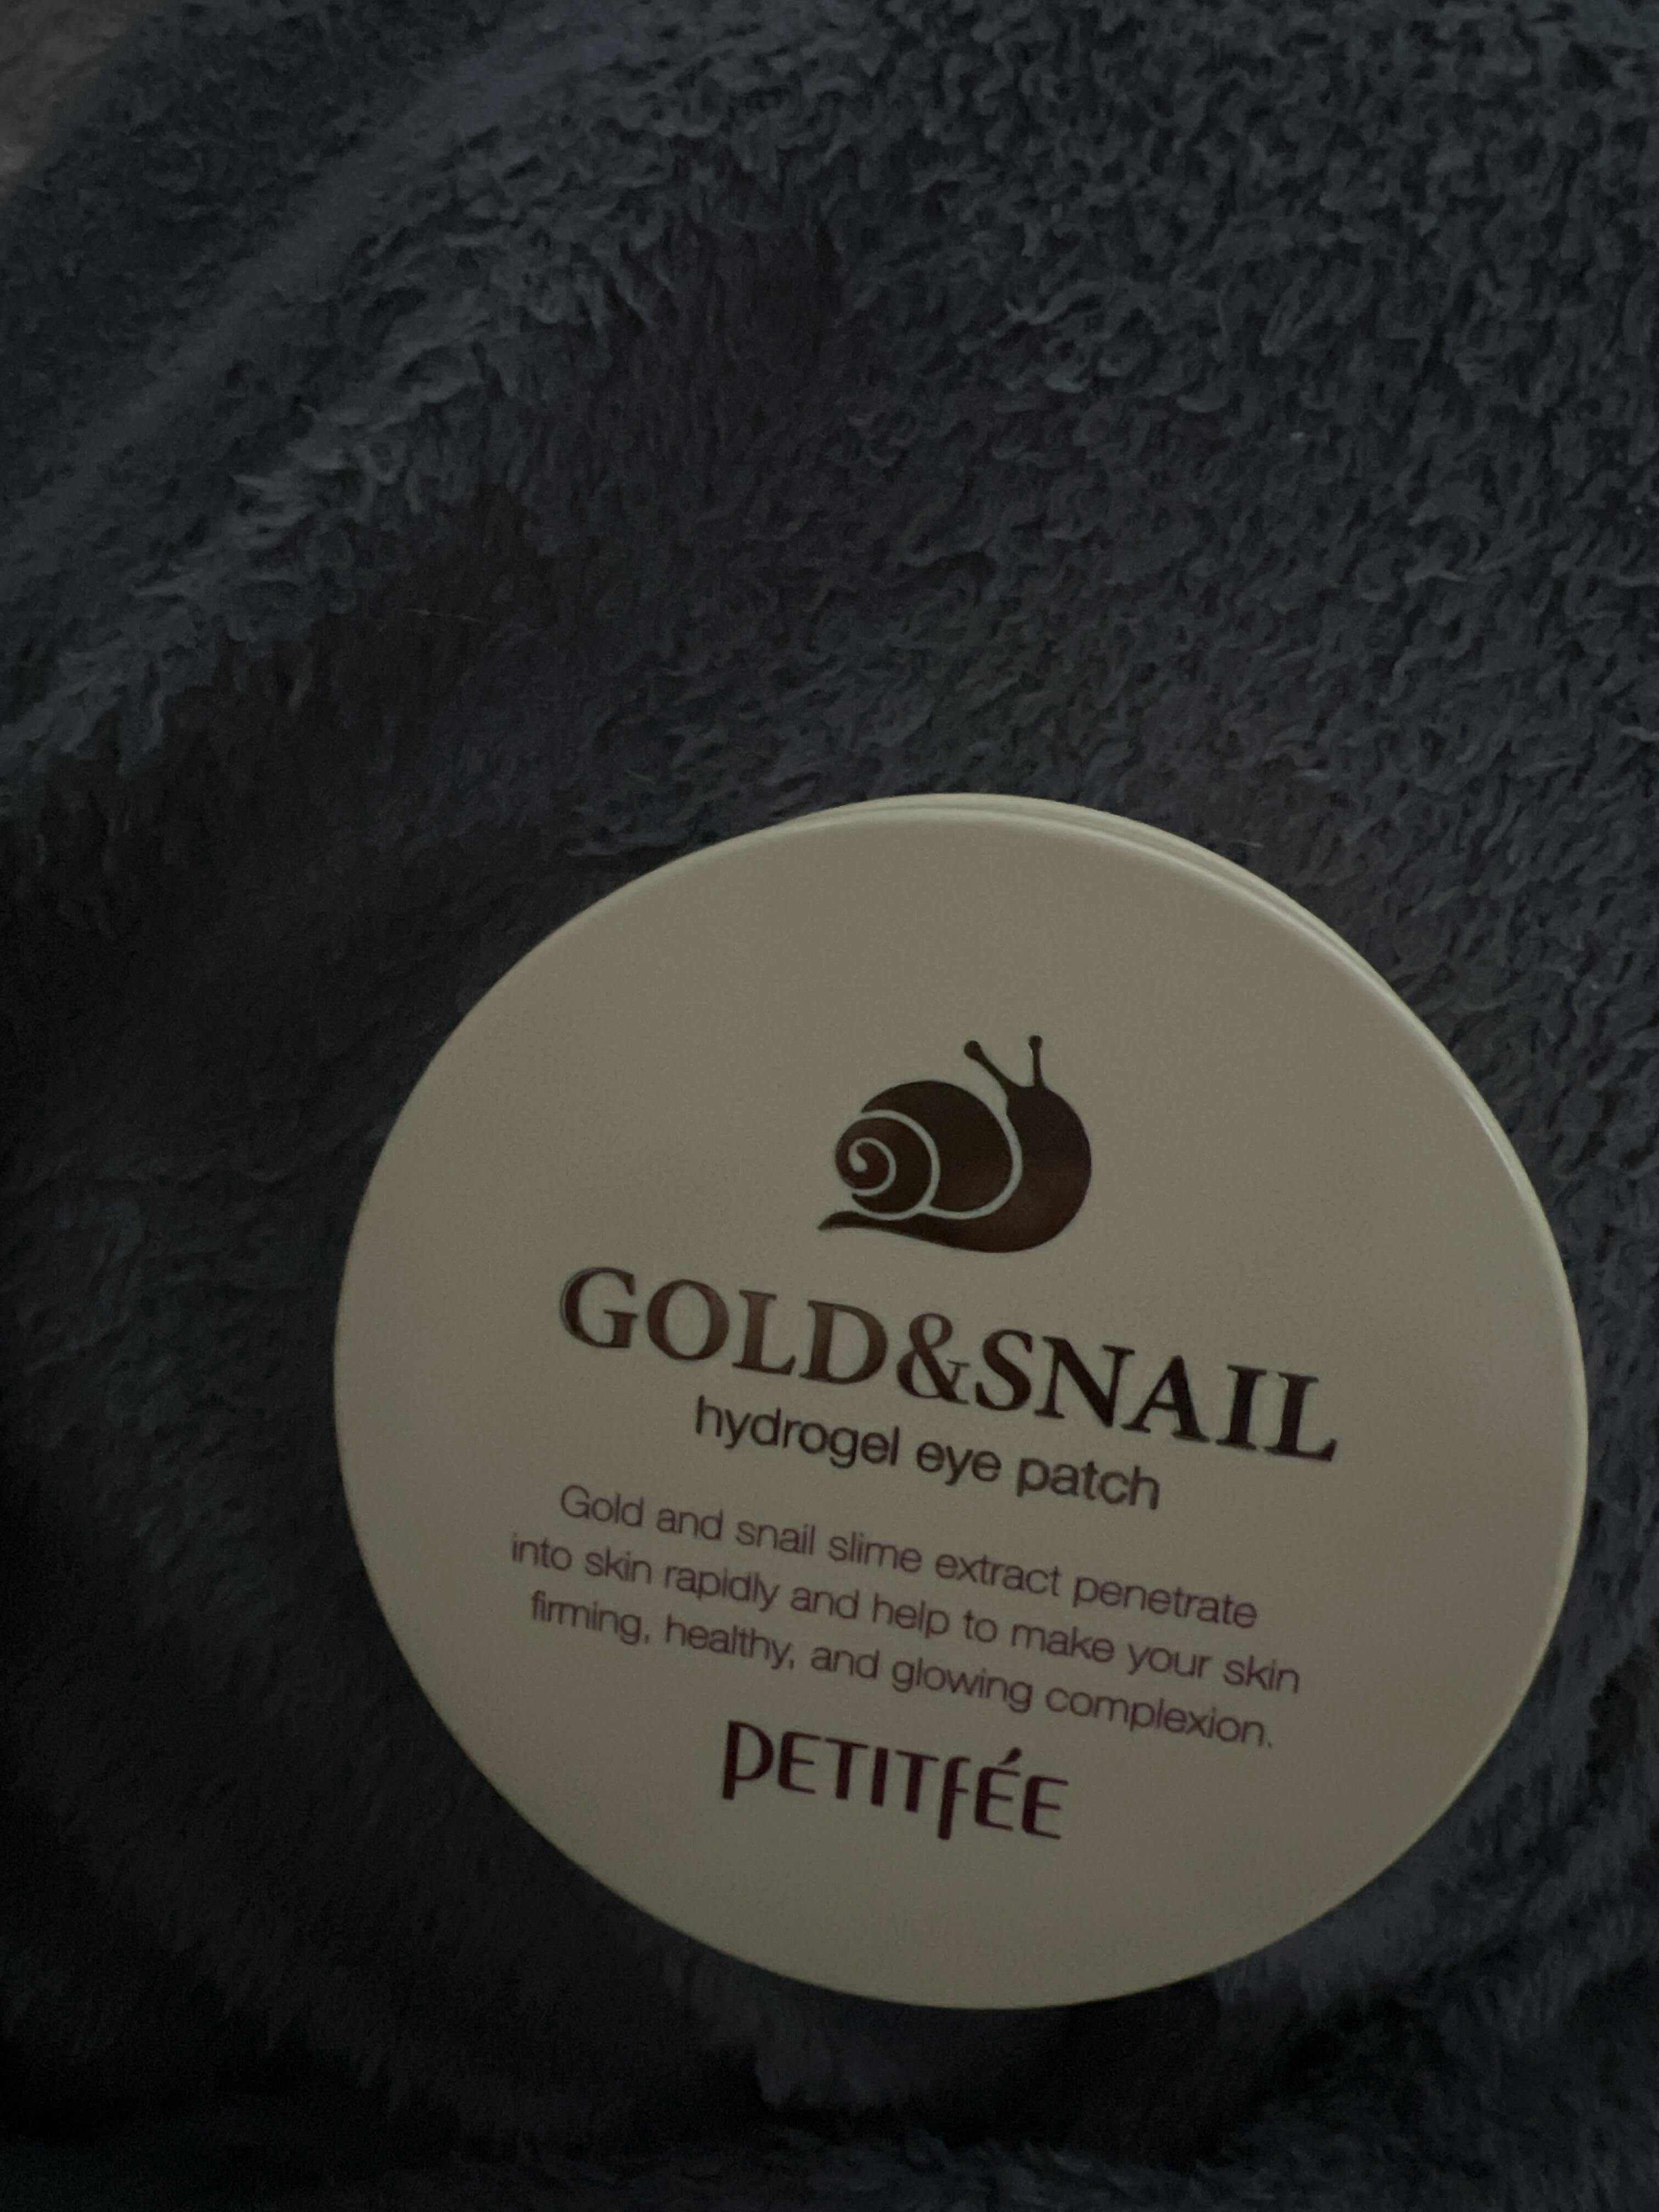 GOLD&SNAIL
hydrogel eye patch
Gold and snail slime extract penetrate
into skin rapidly and help to make your skin
firming, healthy, and glowing complexion.
PETITFÉE